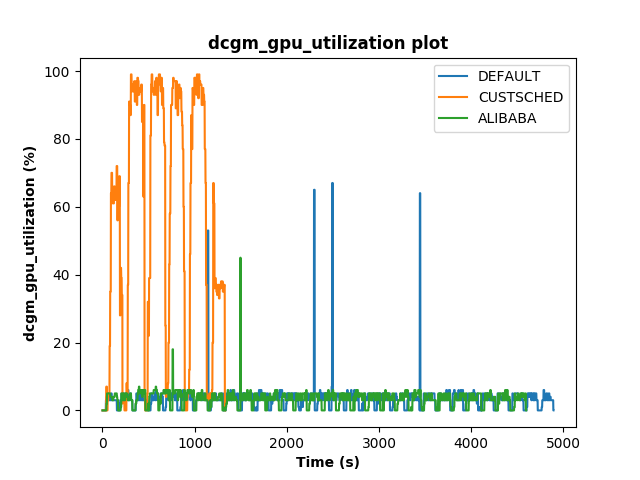 dcgm_gpu_utilization plot
DEFAULT
CUSTSCHED
ALIBABA
dcgm_gpu_utilization (%)
100
80
60
40
20
0
0 1000 2000 3000 4000 5000
Time (s)